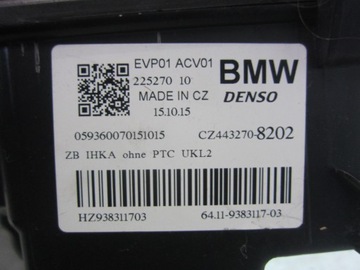 EVP01 ACV01
225270 10
MADE IN CZ
15.10.15
BMW
DENSO
059360070151015
CZ443270-8202
ZB IHKA ohne PTC UKL2
HZ938311703
64.11-9383117-03